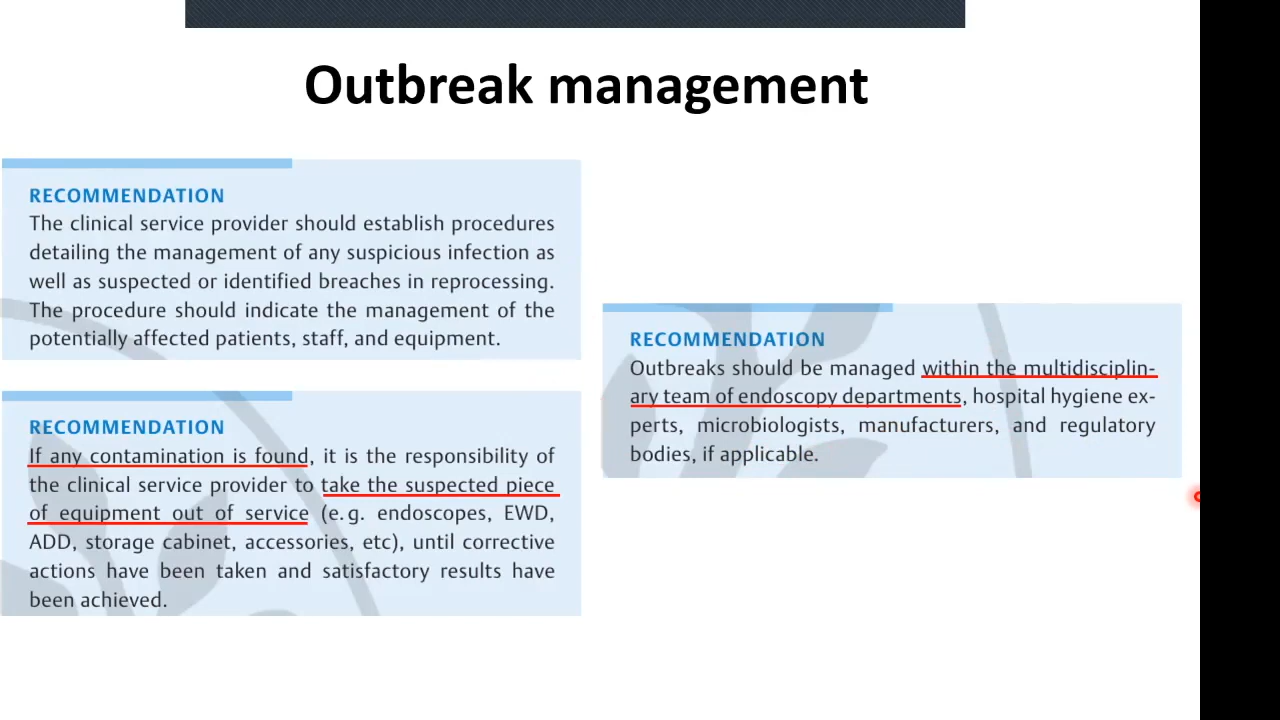 Outbreak management
RECOMMENDATION
The clinical service provider should establish procedures
detailing the management of any suspicious infection as
well as suspected or identified breaches in reprocessing.
The procedure should indicate the management of the
potentially affected patients, staff, and equipment.
RECOMMENDATION
If any contamination is found, it is the responsibility of
the clinical service provider to take the suspected piece
of equipment out of service (e. g. endoscopes, EWD,
ADD, storage cabinet, accessories, etc), until corrective
actions have been taken and satisfactory results have
been achieved.
RECOMMENDATION
Outbreaks should be managed within the multidisciplin-
ary team of endoscopy departments, hospital hygiene ex-
perts, microbiologists, manufacturers, and regulatory
bodies, if applicable.